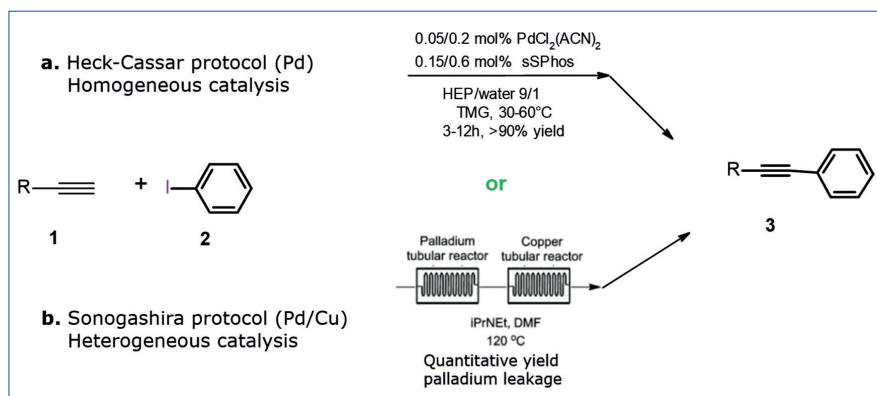 a. Heck-Cassar protocol (Pd)
Homogeneous catalysis
0.05/0.2 mol% PdCl2(ACN)2
0.15/0.6 mol% sSPhos
HEP/water 9/1
TMG, 30-60°C
3-12h, >90% yield
R
+
I
1
2
or
R
3
Palladium
tubular reactor
Copper
tubular reactor
b. Sonogashira protocol (Pd/Cu)
Heterogeneous catalysis
iPrNEt, DMF
120 °C
Quantitative yield
palladium leakage